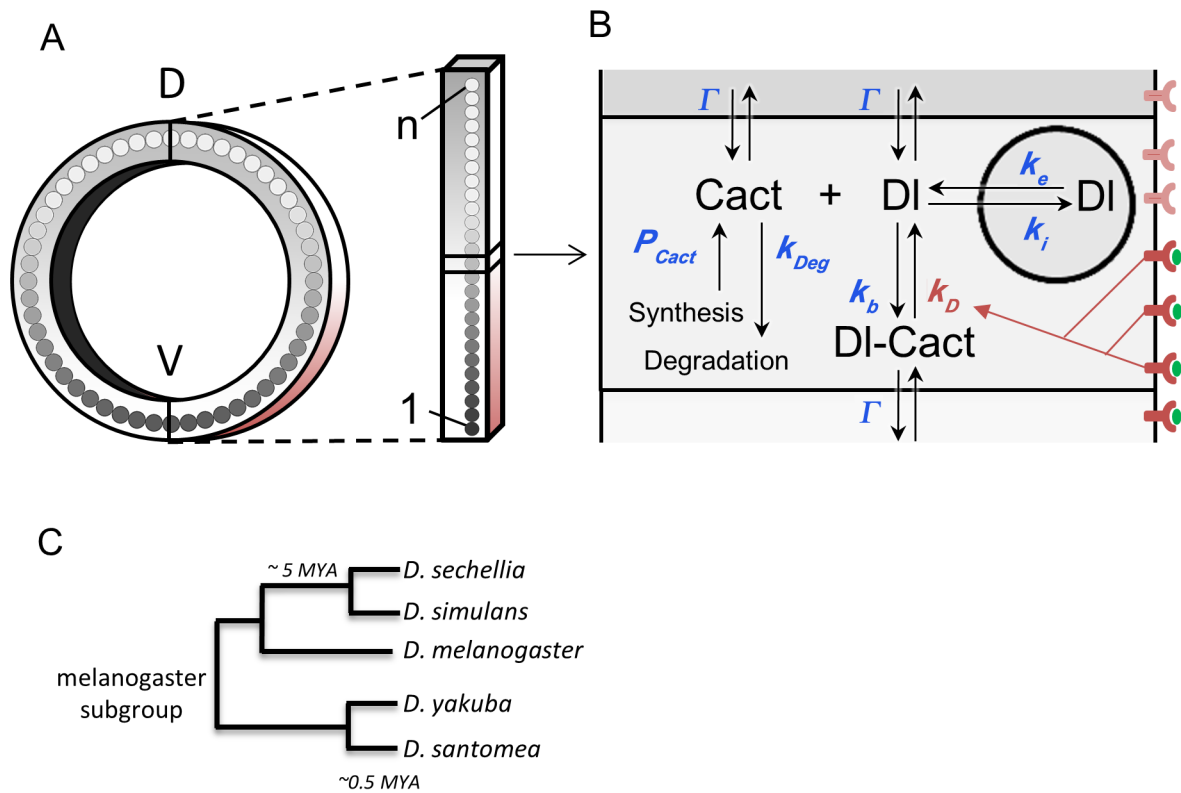 A
D
n
V
1
B
Γ
Γ
Cact + Dl
k_e
Dl
k_i
P_Cact
k_Deg
k_b
k_D
Synthesis
Degradation
Dl-Cact
Γ
C
~ 5 MYA
D. sechellia
D. simulans
D. melanogaster
melanogaster
subgroup
D. yakuba
D. santomea
~0.5 MYA